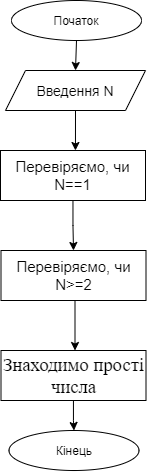 Початок
Введення N
Перевіряємо, чи
N==1
Перевіряємо, чи
N>=2
Знаходимо прості
числа
Кінець